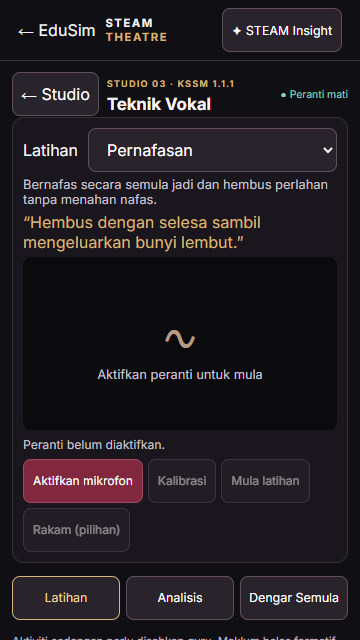 ← EduSim
STEAM
THEATRE
✦ STEAM Insight
← Studio
STUDIO 03 · KSSM 1.1.1
Teknik Vokal
● Peranti mati
Latihan
Pernafasan
Bernafas secara semula jadi dan hembus perlahan
tanpa menahan nafas.
“Hembus dengan selesa sambil
mengeluarkan bunyi lembut.”
Aktifkan peranti untuk mula
Peranti belum diaktifkan.
Aktifkan mikrofon
Kalibrasi
Mula latihan
Rakam (pilihan)
Latihan
Analisis
Dengar Semula